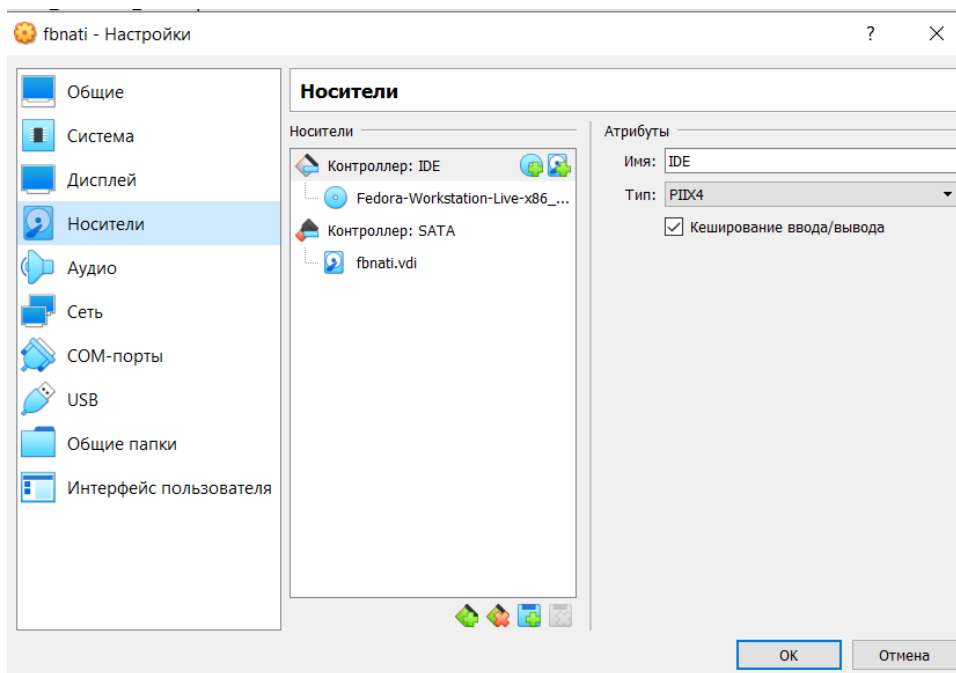 fbnati - Настройки
?
Общие
Система
Дисплей
Носители
Аудио
Сеть
COM-порты
USB
Общие папки
Интерфейс пользователя
Носители
Носители
Контроллер: IDE
Fedora-Workstation-Live-x86_...
Контроллер: SATA
fbnati.vdi
Атрибуты
Имя: IDE
Тип: PIIX4
Кеширование ввода/вывода
OK
Отмена